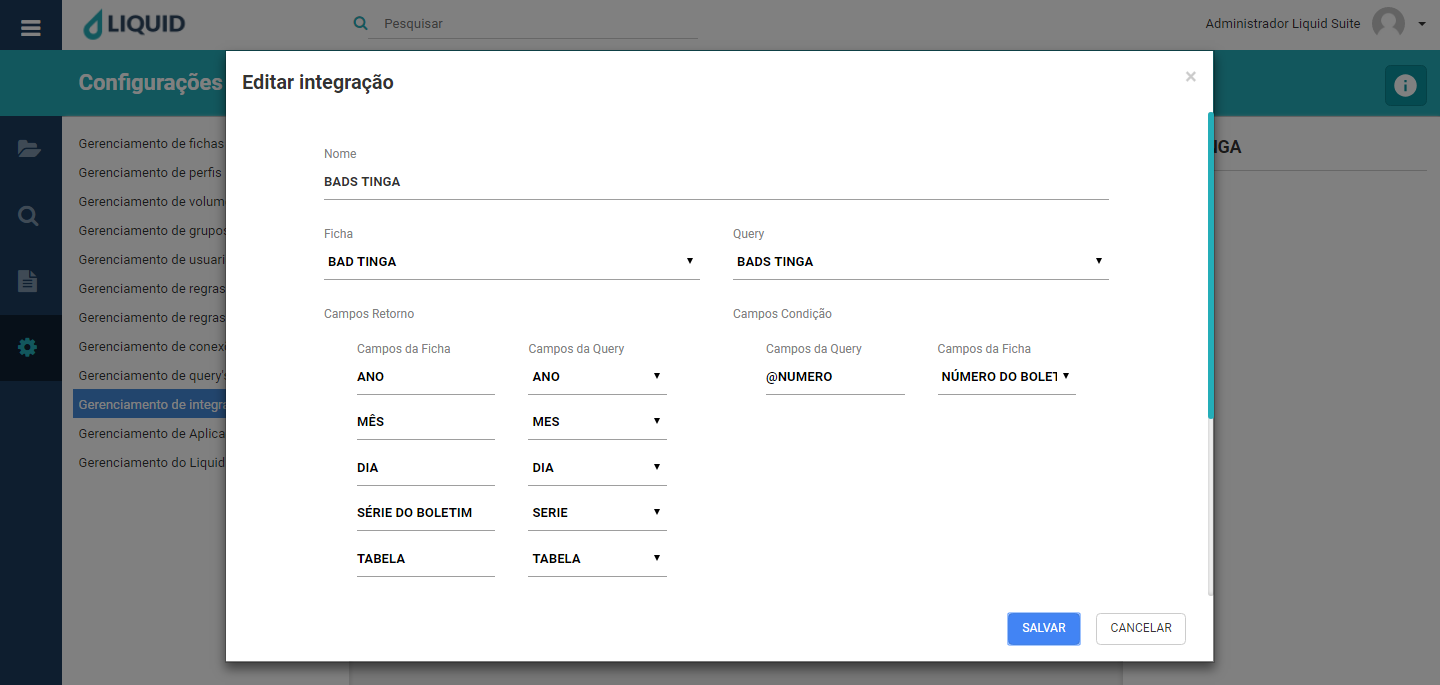 LIQUID
Pesquisar
Administrador Liquid Suite
Configurações
Editar integração
×
Gerenciamento de fichas
Gerenciamento de perfis
Gerenciamento de volum
Gerenciamento de grupos
Gerenciamento de usuari
Gerenciamento de regras
Gerenciamento de regras
Gerenciamento de conex
Gerenciamento de query'
Gerenciamento de integra
Gerenciamento de Aplica
Gerenciamento do Liquid
NGA
Nome
BADS TINGA
Ficha
Query
BAD TINGA
BADS TINGA
Campos Retorno
Campos Condição
Campos da Ficha
Campos da Query
Campos da Query
Campos da Ficha
ANO
ANO
@NUMERO
NÚMERO DO BOLET
MÊS
MES
DIA
DIA
SÉRIE DO BOLETIM
SERIE
TABELA
TABELA
SALVAR
CANCELAR